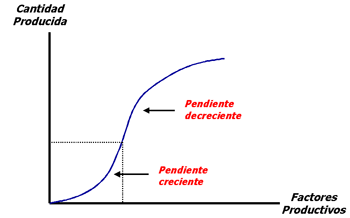 Cantidad
Producida
Pendiente
decreciente
Pendiente
creciente
Factores
Productivos